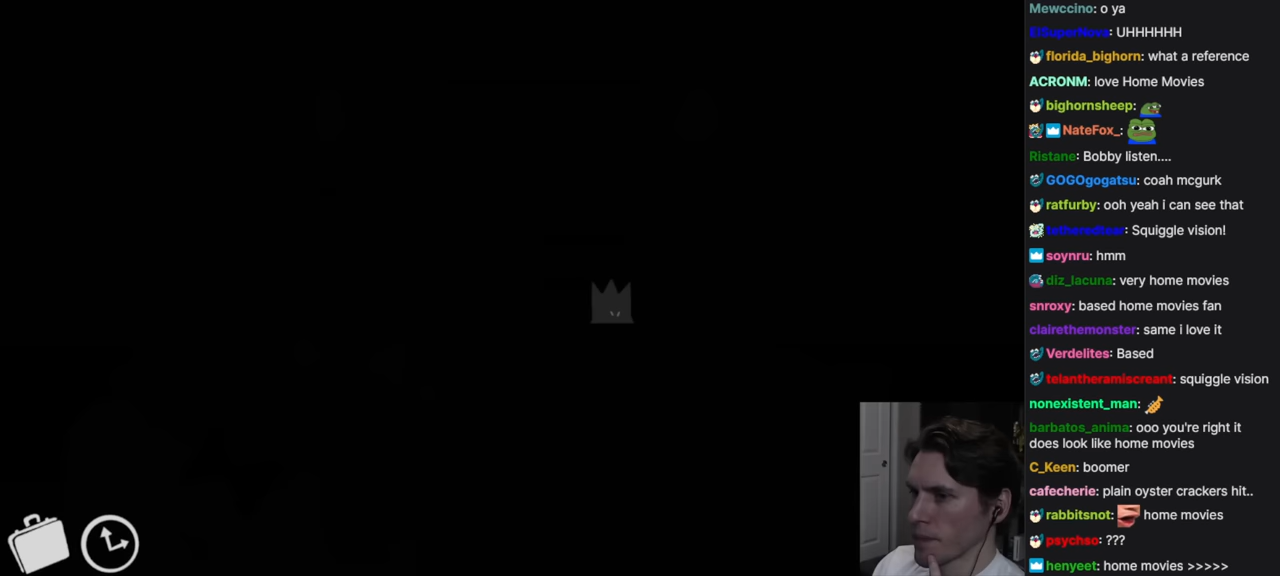 Mewccino: o ya
ElSuperNova: UHHHHHH
florida_bighorn: what a reference
ACRONM: love Home Movies
bighornsheep:
NateFox_:
Ristane: Bobby listen....
GOGOgogatsu: coah mcgurk
ratfurby: ooh yeah i can see that
tetheredtear: Squiggle vision!
soynru: hmm
diz_lacuna: very home movies
snroxy: based home movies fan
clairethemonster: same i love it
Verdelites: Based
telantheramiscreant: squiggle vision
nonexistent_man:
barbatos_anima: ooo you're right it
does look like home movies
C_Keen: boomer
cafecherie: plain oyster crackers hit..
rabbitsnot: home movies
psychso: ???
henyeet: home movies >>>>>